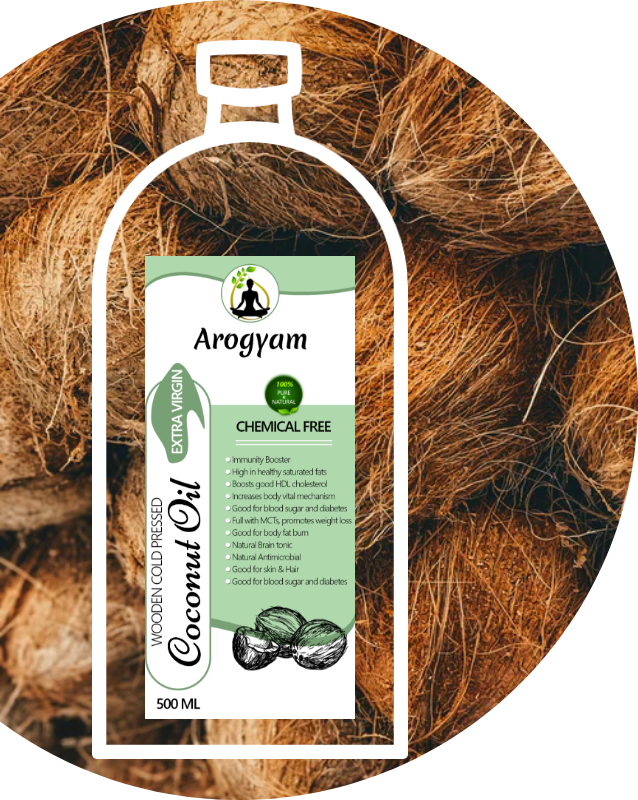 Arogyam
100%
PURE
&
NATURAL
EXTRA VIRGIN
WOODEN COLD PRESSED
Coconut Oil
CHEMICAL FREE
Immunity Booster
High in healthy saturated fats
Boosts good HDL cholesterol
Increases body vital mechanism
Good for blood sugar and diabetes
Full with MCTs, promotes weight loss
Good for body fat burn
Natural Brain tonic
Natural Antimicrobial
Good for skin & Hair
Good for blood sugar and diabetes
500 ML